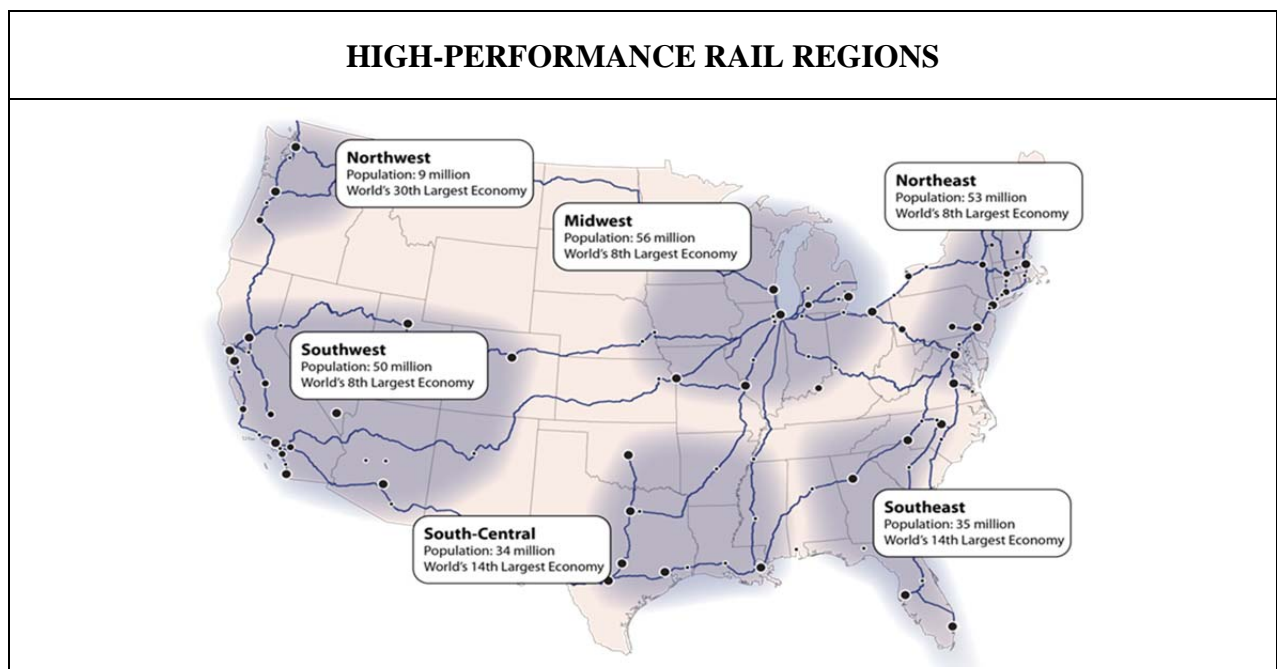 HIGH-PERFORMANCE RAIL REGIONS
Northwest
Population: 9 million
World's 30th Largest Economy
Northeast
Population: 53 million
World's 8th Largest Economy
Midwest
Population: 56 million
World's 8th Largest Economy
Southwest
Population: 50 million
World's 8th Largest Economy
Southeast
Population: 35 million
World's 14th Largest Economy
South-Central
Population: 34 million
World's 14th Largest Economy